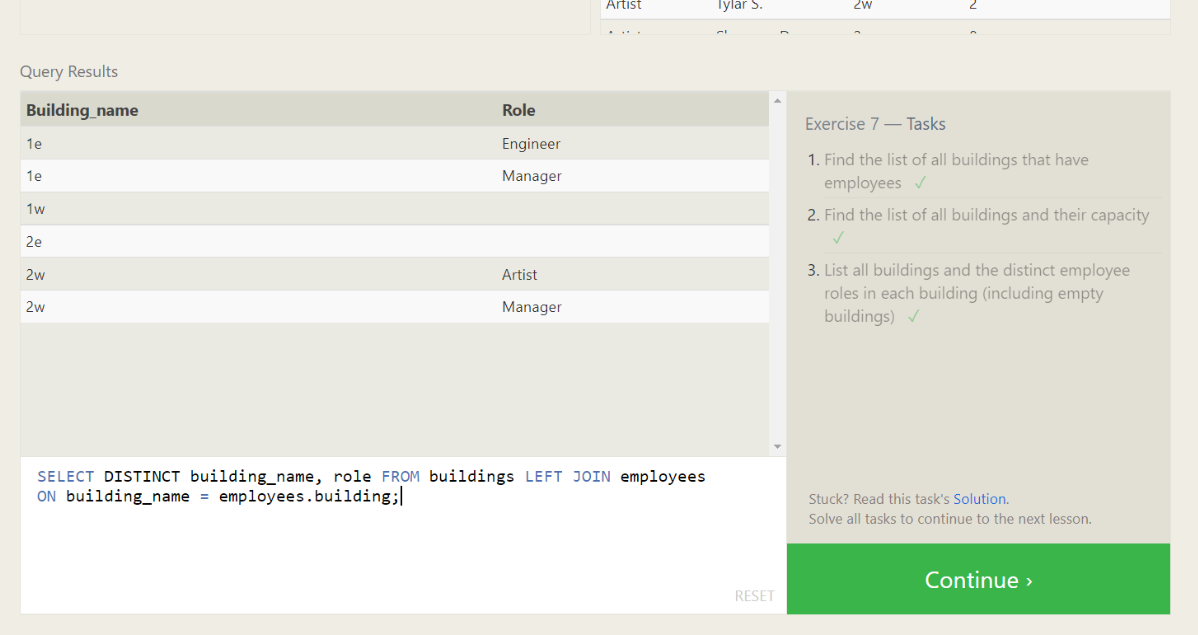 Artist Tylar S. 2w 2
Query Results
Building_name Role
1e Engineer
1e Manager
1w
2e
2w Artist
2w Manager
SELECT DISTINCT building_name, role FROM buildings LEFT JOIN employees
ON building_name = employees.building;
RESET
Exercise 7 — Tasks
1. Find the list of all buildings that have
employees ✓
2. Find the list of all buildings and their capacity
✓
3. List all buildings and the distinct employee
roles in each building (including empty
buildings) ✓
Stuck? Read this task's Solution.
Solve all tasks to continue to the next lesson.
Continue ›